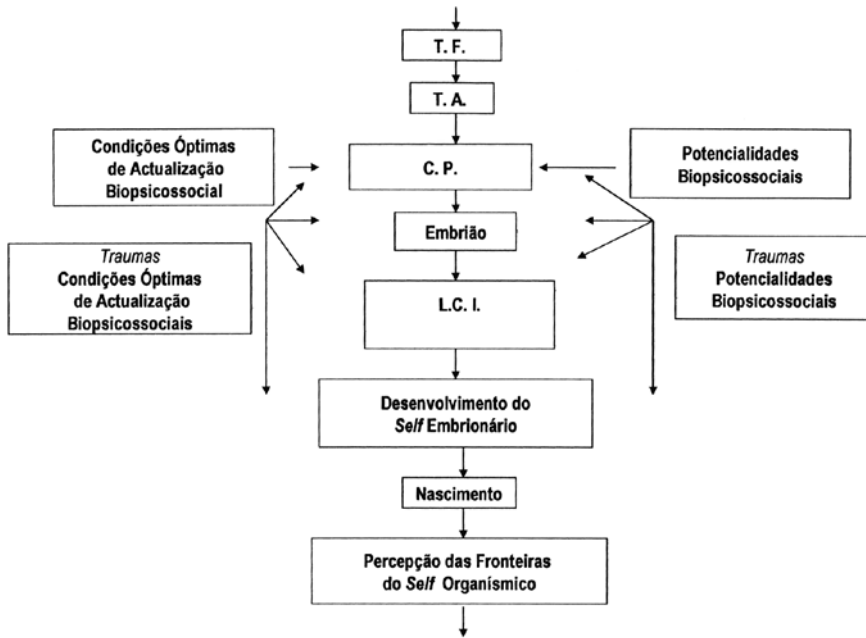 T. F.
T. A.
Condições Óptimas
de Actualização
Biopsicossocial
C. P.
Potencialidades
Biopsicossociais
Embrião
Traumas
Condições Óptimas
de Actualização
Biopsicossociais
Traumas
Potencialidades
Biopsicossociais
L.C. I.
Desenvolvimento do
Self Embrionário
Nascimento
Percepção das Fronteiras
do Self Organísmico